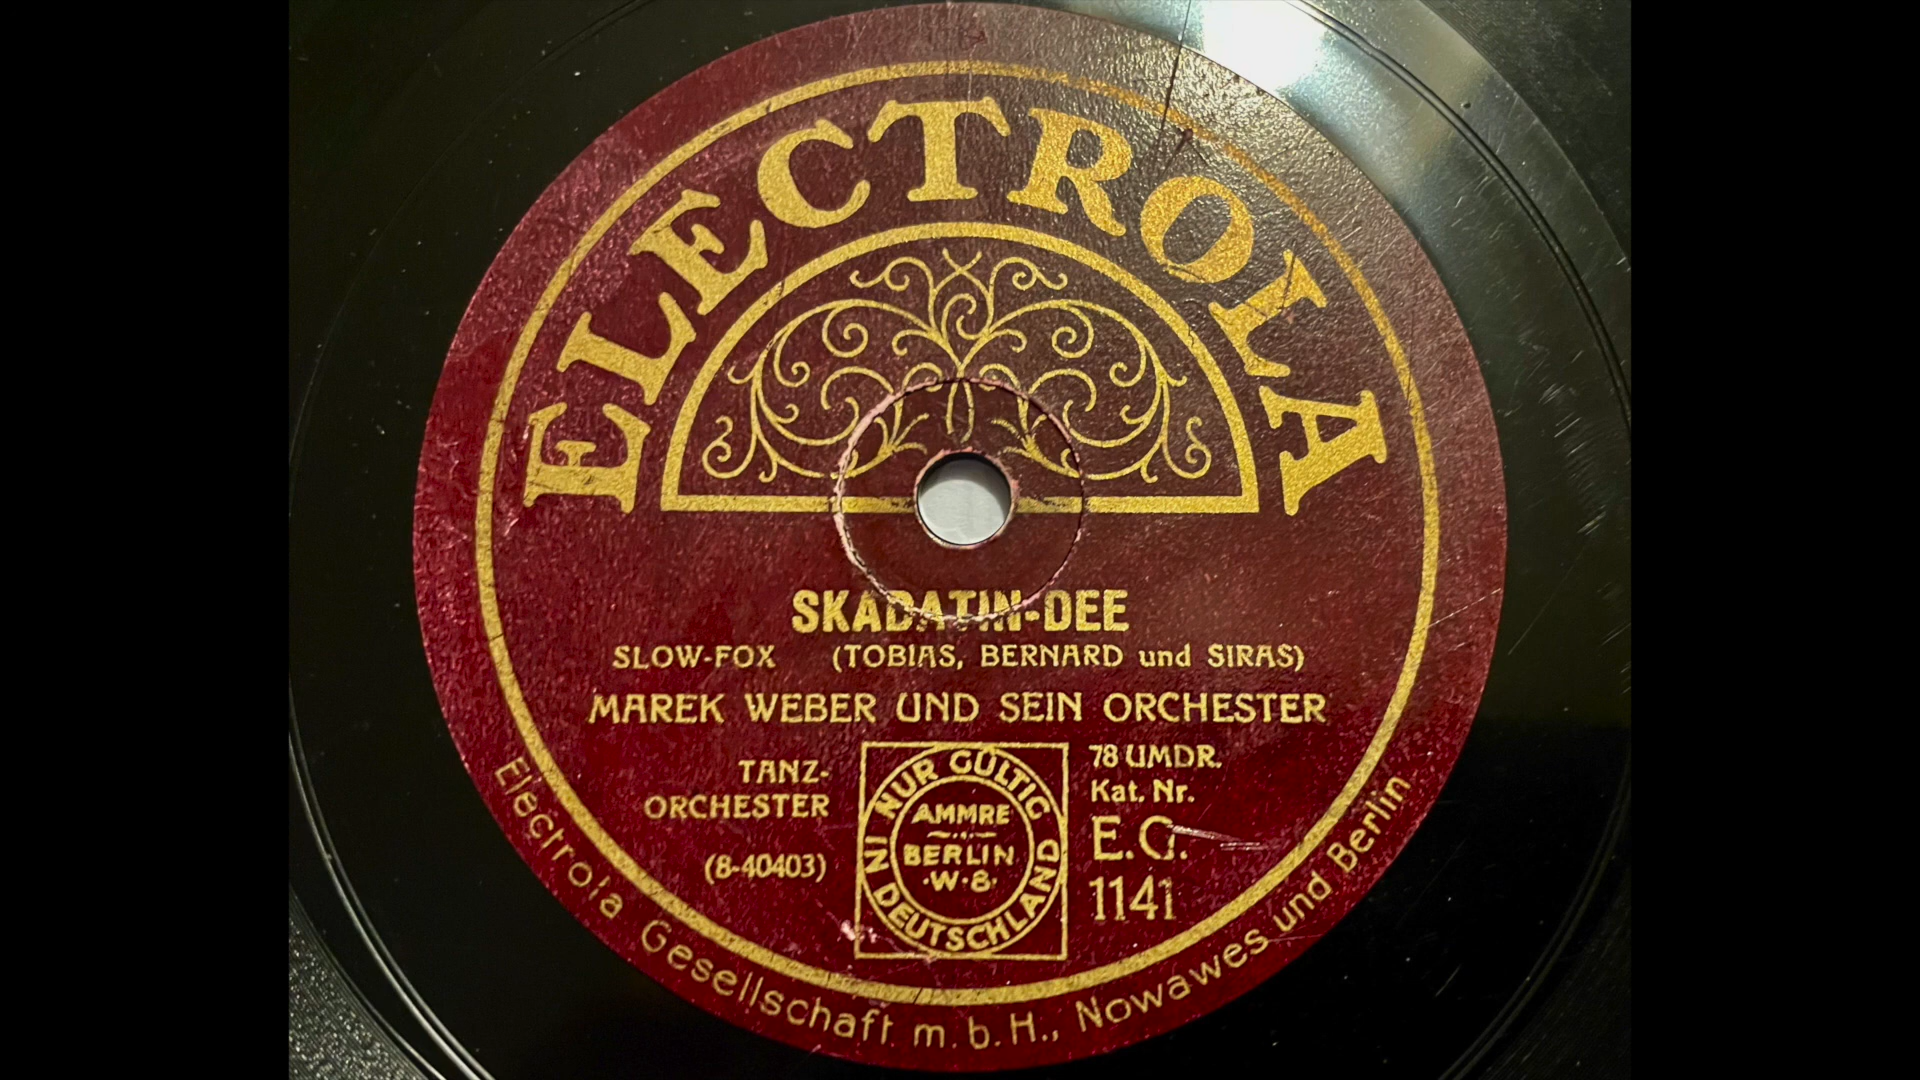 ELECTROLA
SKADATIN-DEE
SLOW-FOX (TOBIAS, BERNARD und SIRAS)
MAREK WEBER UND SEIN ORCHESTER
TANZ-
ORCHESTER
(8-40403)
NUR GÜLTIG IN DEUTSCHLAND
AMMRE
BERLIN
·W·8·
78 UMDR.
Kat. Nr.
E.G.
1141
Electrola Gesellschaft m.b.H., Nowawes und Berlin